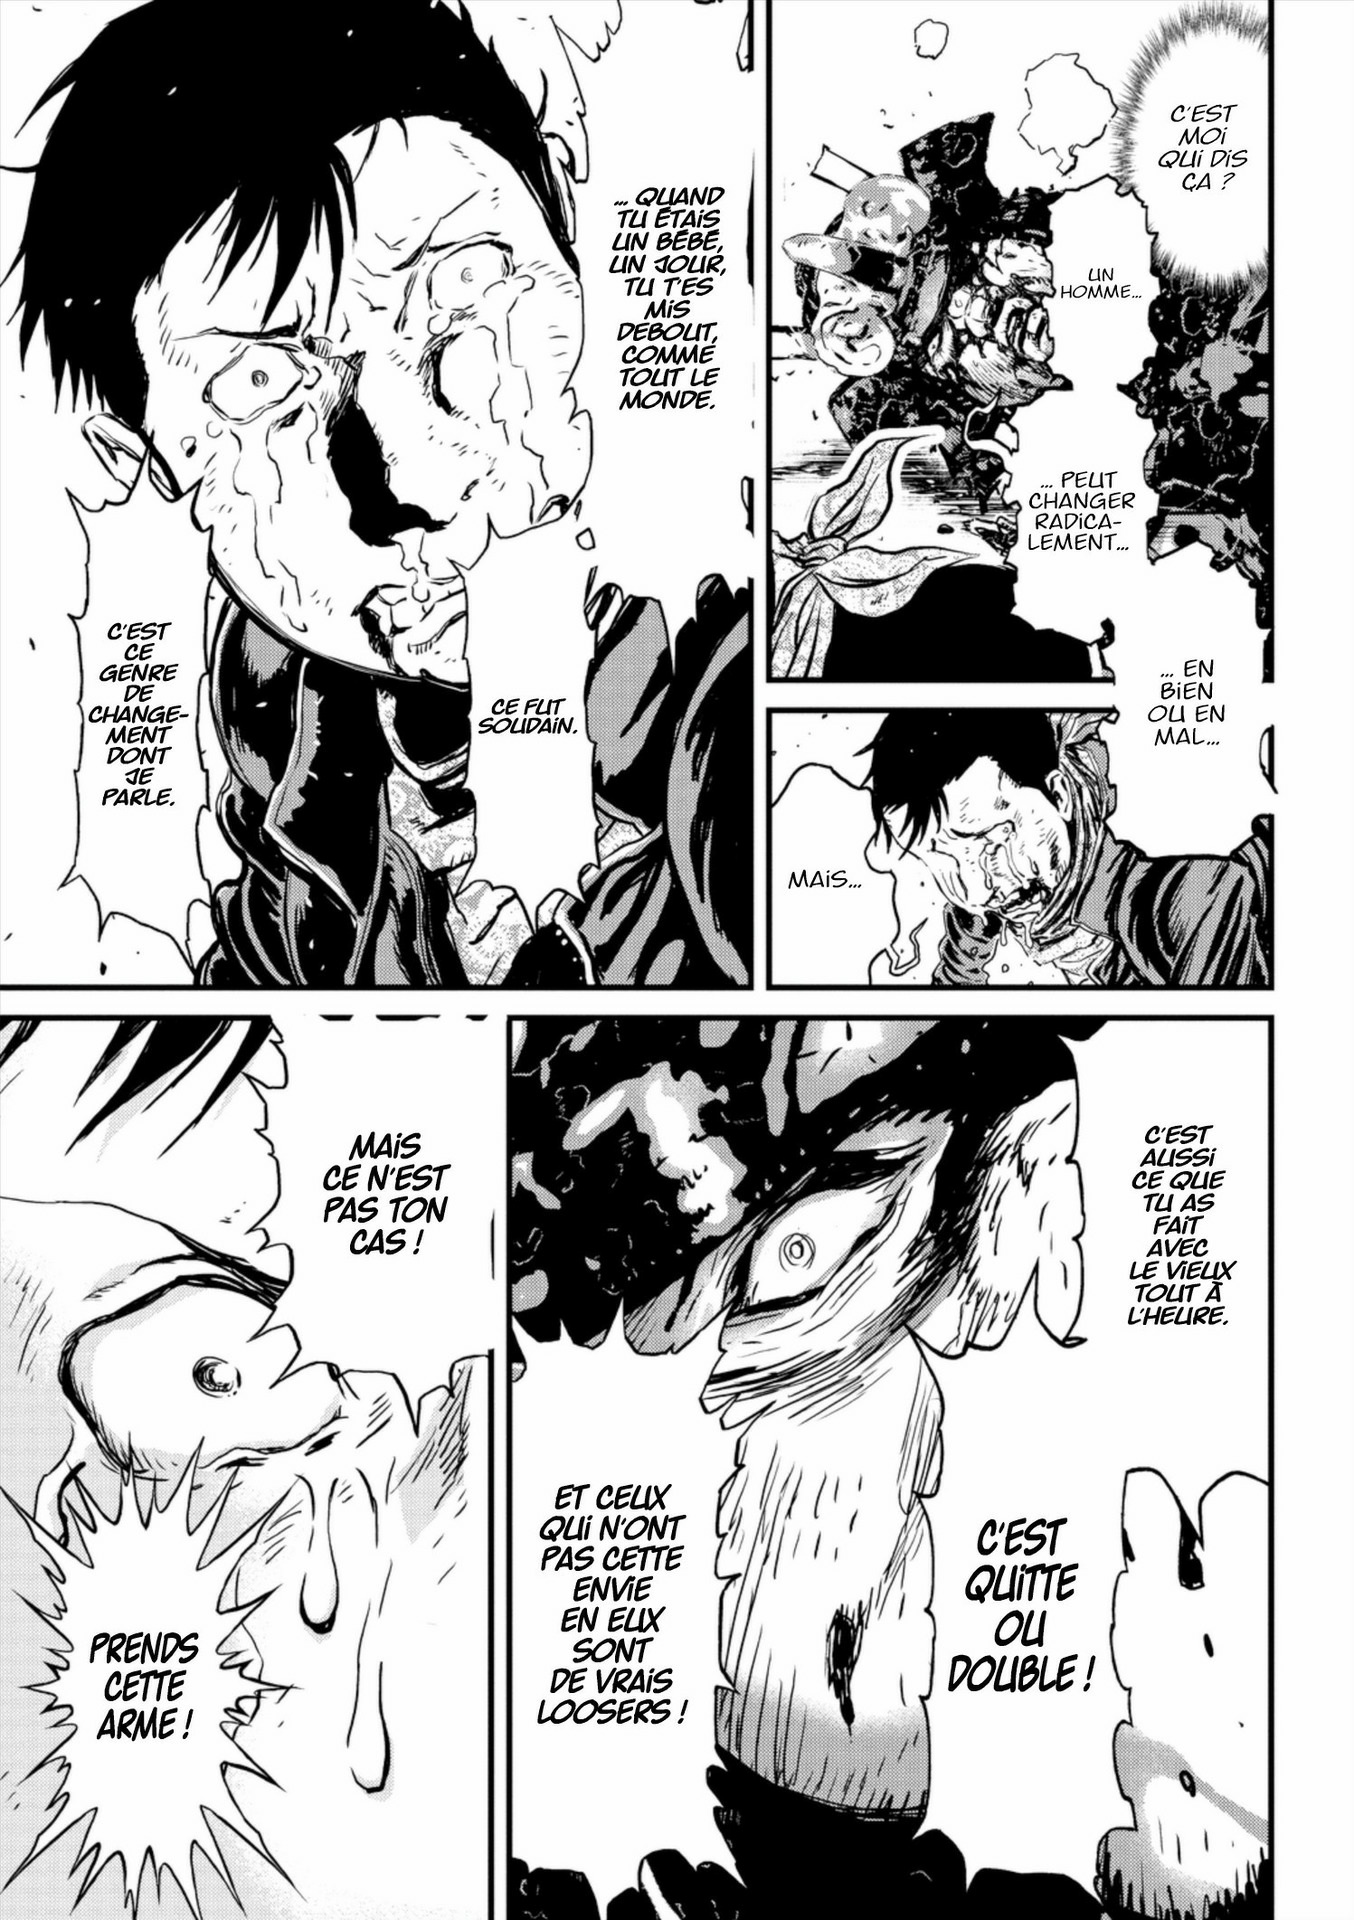 C'EST
MOI
QUI DIS
ÇA ?
UN
HOMME...
... PEUT
CHANGER
RADICA-
LEMENT...
... EN
BIEN
OU EN
MAL...
MAIS...
... QUAND
TU ÉTAIS
UN BÉBÉ,
UN JOUR,
TU T'ES
MIS
DEBOUT,
COMME
TOUT LE
MONDE.
CE FUT
SOUDAIN.
C'EST
CE
GENRE
DE
CHANGE-
MENT
DONT
JE
PARLE.
C'EST
AUSSI
CE QUE
TU AS
FAIT
AVEC
LE VIEUX
TOUT À
L'HEURE.
C'EST
QUITTE
OU
DOUBLE !
ET CEUX
QUI N'ONT
PAS CETTE
ENVIE
EN EUX
SONT
DE VRAIS
LOOSERS !
MAIS
CE N'EST
PAS TON
CAS !
PRENDS
CETTE
ARME !